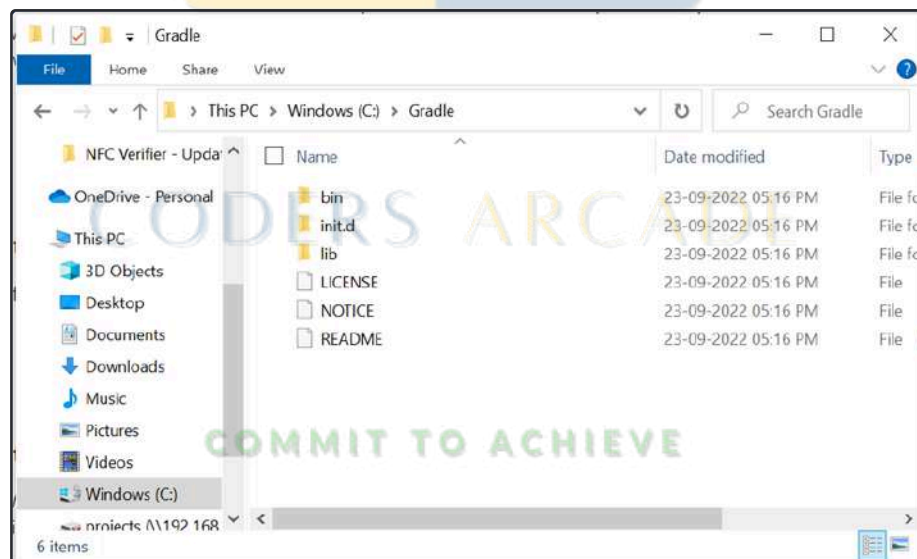 Gradle
File Home Share View
This PC > Windows (C:) > Gradle
Search Gradle
NFC Verifier - Upda
Name Date modified Type
OneDrive - Personal
bin 23-09-2022 05:16 PM File fo
CODERS ARCADE
This PC
init.d 23-09-2022 05:16 PM File fo
3D Objects
lib 23-09-2022 05:16 PM File fo
Desktop
LICENSE 23-09-2022 05:16 PM File
Documents
NOTICE 23-09-2022 05:16 PM File
Downloads
README 23-09-2022 05:16 PM File
Music
Pictures
COMMIT TO ACHIEVE
Videos
Windows (C:)
projects (\\192.168
6 items